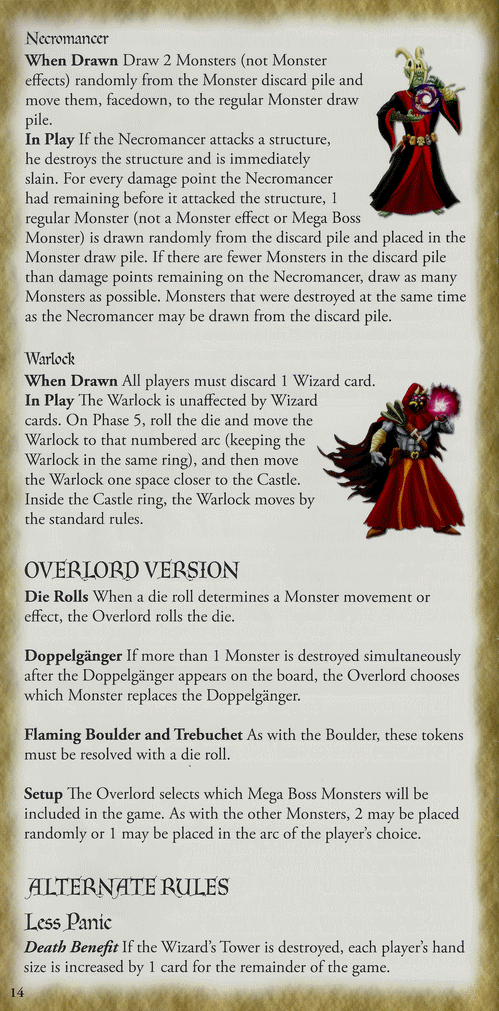 Necromancer
When Drawn Draw 2 Monsters (not Monster
effects) randomly from the Monster discard pile and
move them, facedown, to the regular Monster draw
pile.
In Play If the Necromancer attacks a structure,
he destroys the structure and is immediately
slain. For every damage point the Necromancer
had remaining before it attacked the structure, 1
regular Monster (not a Monster effect or Mega Boss
Monster) is drawn randomly from the discard pile and placed in the
Monster draw pile. If there are fewer Monsters in the discard pile
than damage points remaining on the Necromancer, draw as many
Monsters as possible. Monsters that were destroyed at the same time
as the Necromancer may be drawn from the discard pile.
Warlock
When Drawn All players must discard 1 Wizard card.
In Play The Warlock is unaffected by Wizard
cards. On Phase 5, roll the die and move the
Warlock to that numbered arc (keeping the
Warlock in the same ring), and then move
the Warlock one space closer to the Castle.
Inside the Castle ring, the Warlock moves by
the standard rules.
OVERLORD VERSION
Die Rolls When a die roll determines a Monster movement or
effect, the Overlord rolls the die.
Doppelgänger If more than 1 Monster is destroyed simultaneously
after the Doppelgänger appears on the board, the Overlord chooses
which Monster replaces the Doppelgänger.
Flaming Boulder and Trebuchet As with the Boulder, these tokens
must be resolved with a die roll.
Setup The Overlord selects which Mega Boss Monsters will be
included in the game. As with the other Monsters, 2 may be placed
randomly or 1 may be placed in the arc of the player's choice.
ALTERNATE RULES
Less Panic
Death Benefit If the Wizard's Tower is destroyed, each player's hand
size is increased by 1 card for the remainder of the game.
14